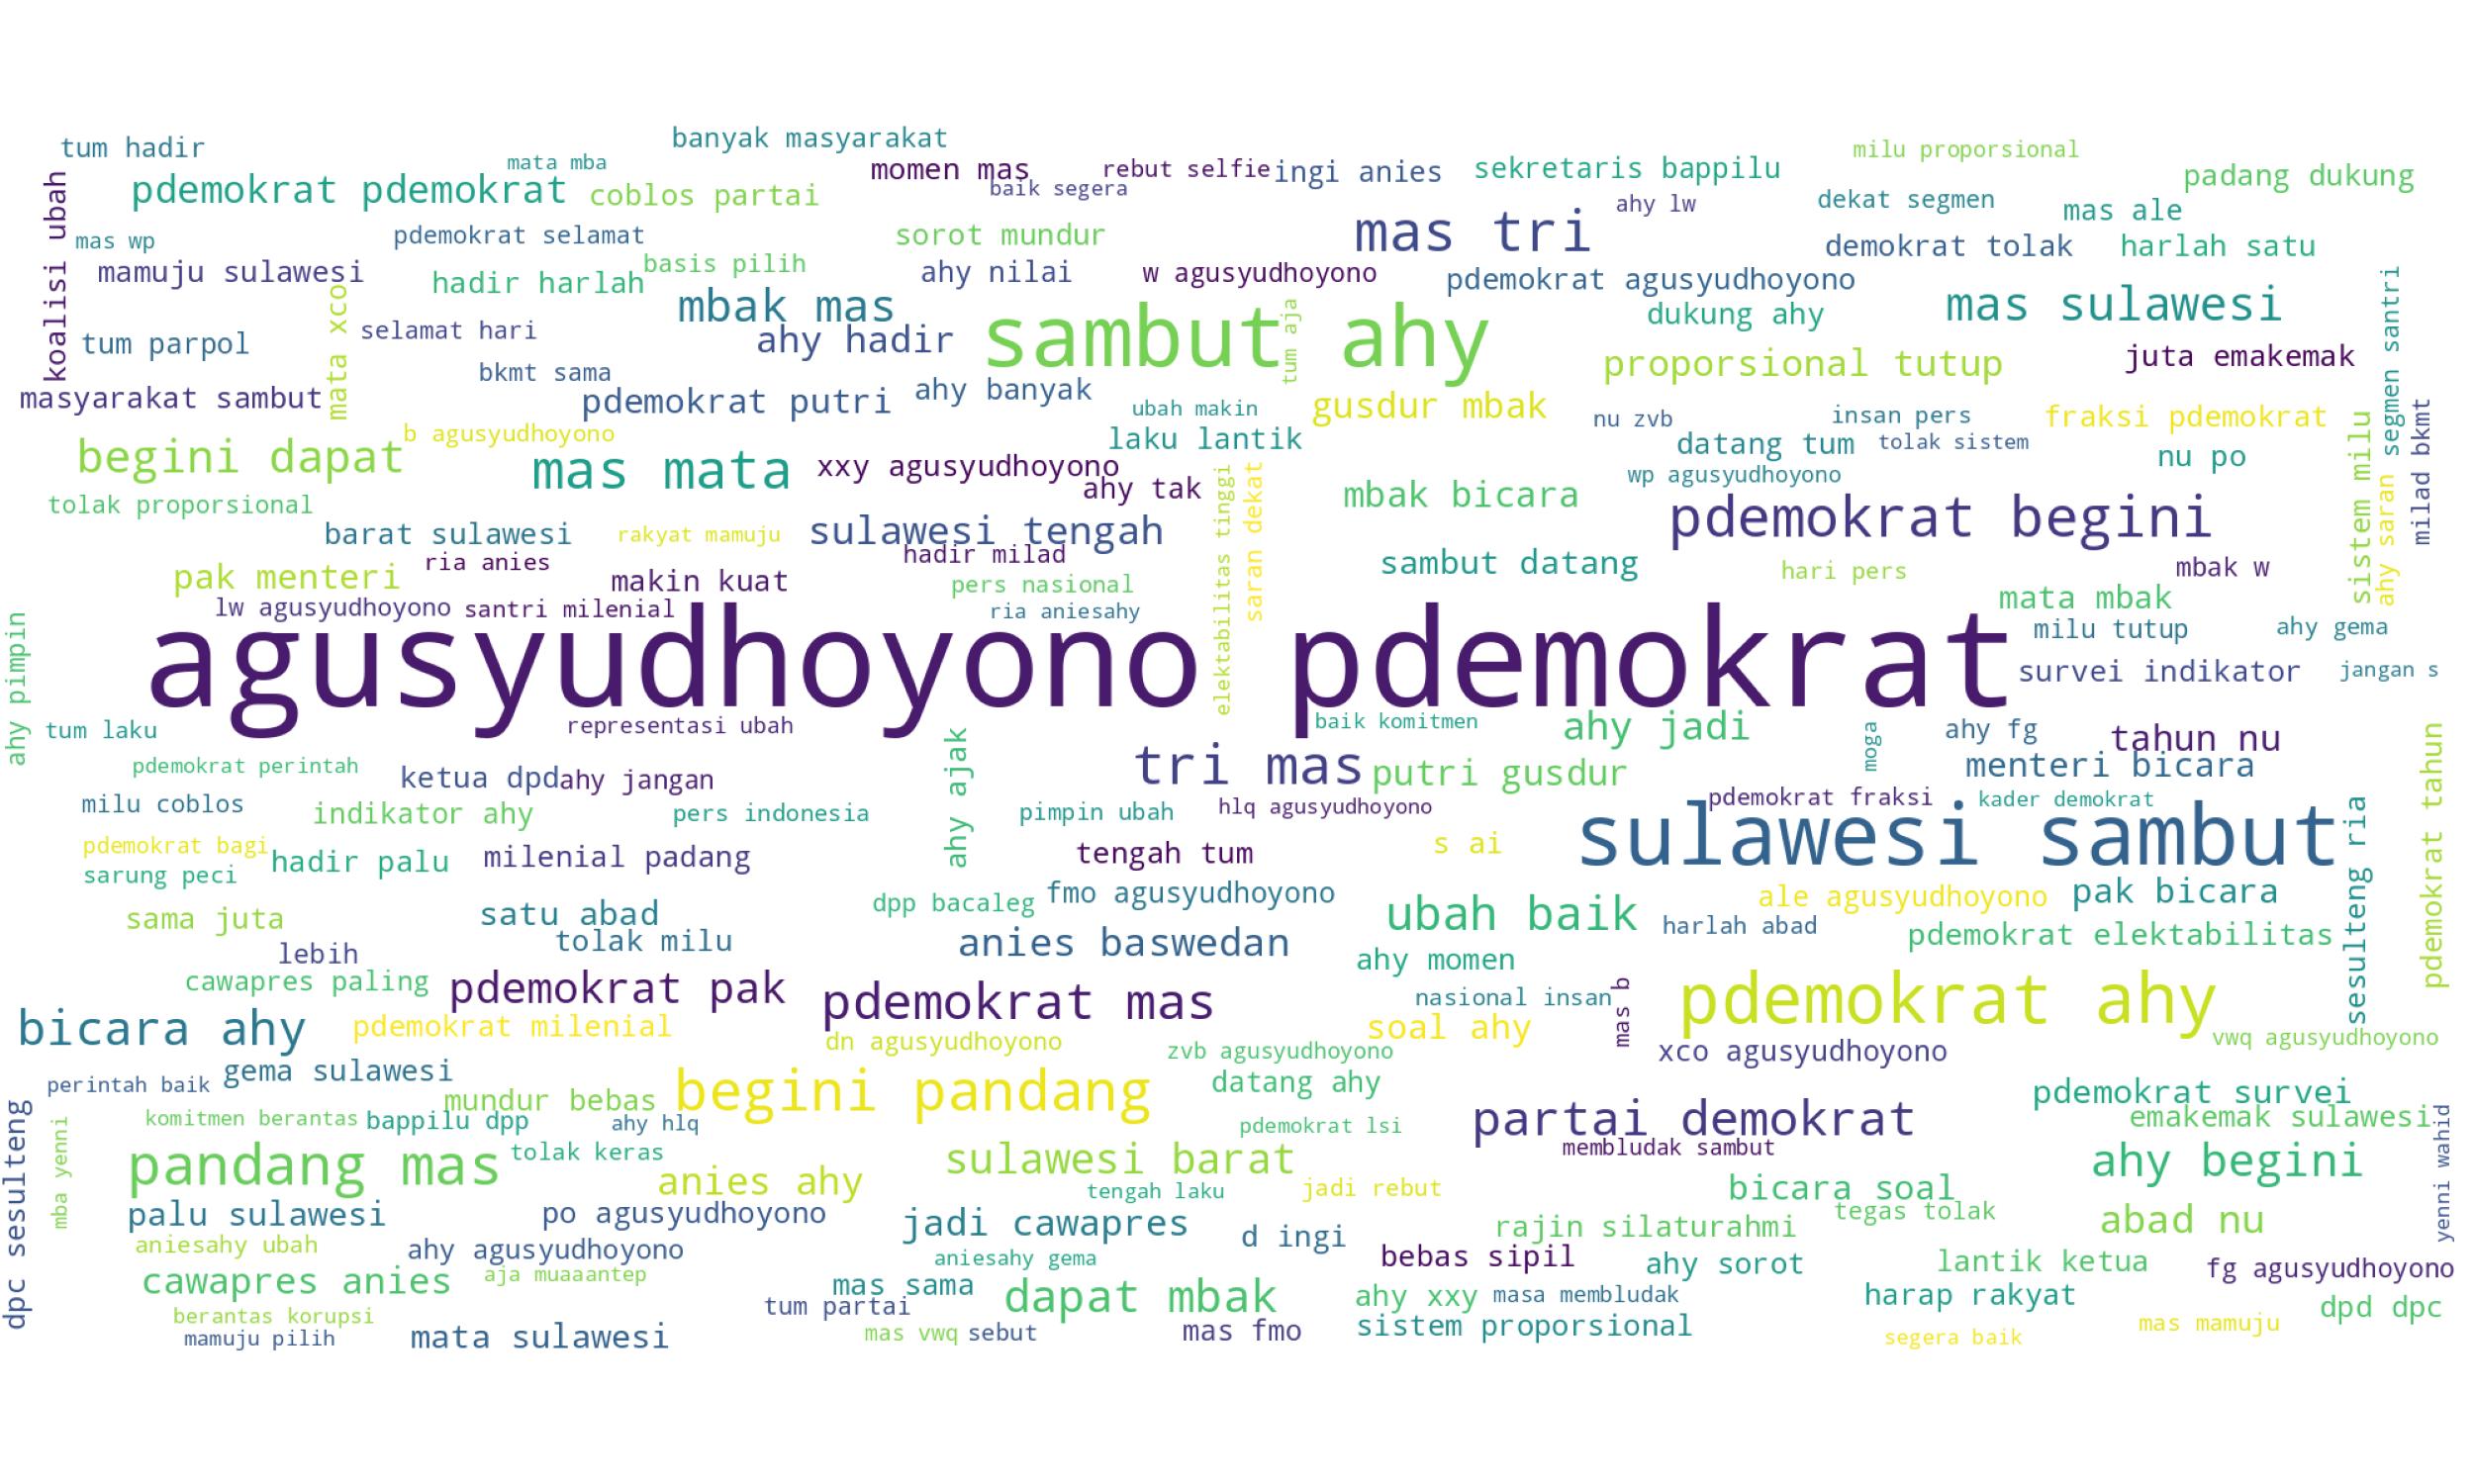 banyak masyarakat
tum hadir
mata mba
momen mas
rebut selfie
ingi anies
sekretaris bappilu
milu proporsional
padang dukung
pdemokrat pdemokrat
coblos partai
baik segera
ahy lw
dekat segmen
mas ale
koalisi ubah
mas wp
pdemokrat selamat
sorot mundur
mas tri
demokrat tolak
harlah satu
mamuju sulawesi
hadir harlah
basis pilih
ahy nilai
w agusyudhoyono
pdemokrat agusyudhoyono
segmen santri
mata xco
mbak mas
sambut ahy
tum aja
dukung ahy
mas sulawesi
tum parpol
selamat hari
ahy hadir
proporsional tutup
juta emakemak
bkmt sama
masyarakat sambut
pdemokrat putri
ahy banyak
ubah makin
gusdur mbak
nu zvb
insan pers
fraksi pdemokrat
milad bkmt
begini dapat
b agusyudhoyono
laku lantik
datang tum
tolak sistem
sistem milu
mas mata
xxy agusyudhoyono
nu po
wp agusyudhoyono
ahy tak
elektabilitas tinggi
saran dekat
mbak bicara
ahy saran
tolak proporsional
barat sulawesi
rakyat mamuju
sulawesi tengah
pdemokrat begini
hadir milad
ria anies
sambut datang
hari pers
mbak w
pak menteri
makin kuat
pers nasional
mata mbak
lw agusyudhoyono
santri milenial
ria aniesahy
agusyudhoyono pdemokrat
milu tutup
ahy gema
ahy pimpin
survei indikator
jangan s
tum laku
representasi ubah
baik komitmen
ahy jadi
moga
ahy fg
tahun nu
pdemokrat perintah
ketua dpd
ahy jangan
ahy ajak
tri mas
putri gusdur
menteri bicara
pdemokrat tahun
milu coblos
indikator ahy
pers indonesia
pimpin ubah
hlq agusyudhoyono
pdemokrat fraksi
kader demokrat
sulawesi sambut
pdemokrat bagi
hadir palu
milenial padang
tengah tum
s ai
sesulteng ria
sarung peci
dpp bacaleg
fmo agusyudhoyono
ale agusyudhoyono
pak bicara
sama juta
satu abad
ubah baik
harlah abad
tolak milu
anies baswedan
pdemokrat elektabilitas
lebih
ahy momen
cawapres paling
pdemokrat pak
pdemokrat mas
nasional insan
mas b
pdemokrat ahy
bicara ahy
pdemokrat milenial
dn agusyudhoyono
soal ahy
vwq agusyudhoyono
zvb agusyudhoyono
xco agusyudhoyono
perintah baik
gema sulawesi
mundur bebas
begini pandang
datang ahy
pdemokrat survei
dpc sesulteng
komitmen berantas
bappilu dpp
ahy hlq
pdemokrat lsi
partai demokrat
emakemak sulawesi
mba yenni
pandang mas
tolak keras
sulawesi barat
membludak sambut
ahy begini
yenni wahid
anies ahy
tengah laku
jadi rebut
bicara soal
palu sulawesi
po agusyudhoyono
jadi cawapres
d ingi
rajin silaturahmi
tegas tolak
abad nu
aniesahy ubah
ahy agusyudhoyono
aniesahy gema
bebas sipil
ahy sorot
lantik ketua
fg agusyudhoyono
cawapres anies
aja muaaantep
mas sama
dapat mbak
ahy xxy
masa membludak
harap rakyat
dpd dpc
berantas korupsi
tum partai
mamuju pilih
mata sulawesi
mas vwq
sebut
mas fmo
sistem proporsional
segera baik
mas mamuju